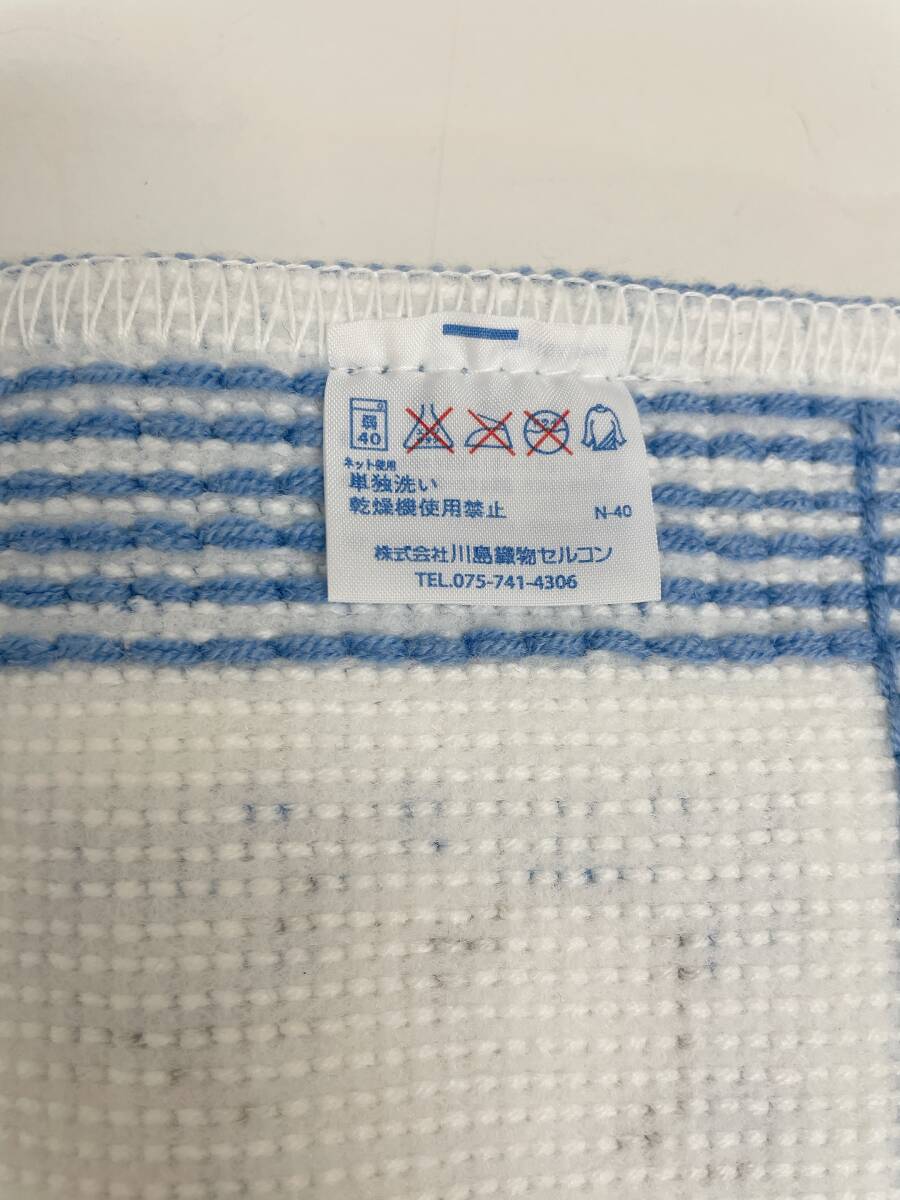 弱
40
ネット使用
単独洗い
乾燥機使用禁止 N-40
株式会社川島織物セルコン
TEL.075-741-4306